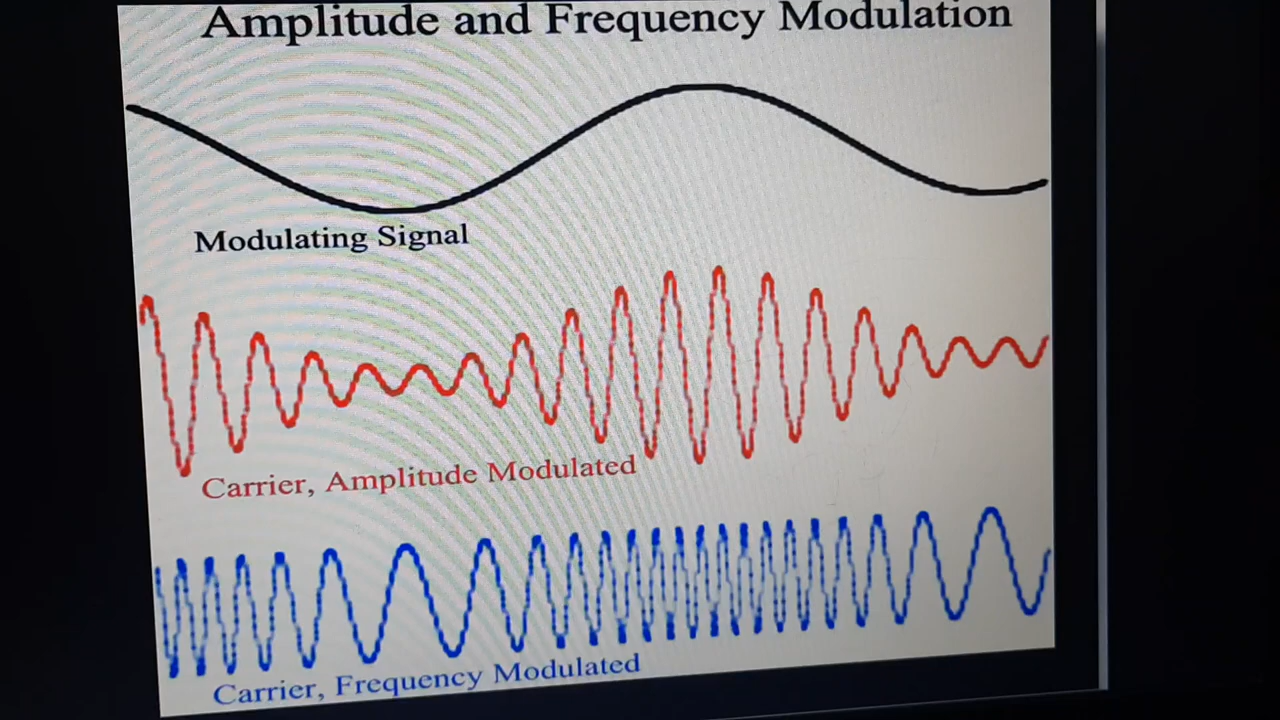 Amplitude and Frequency Modulation
Modulating Signal
Carrier, Amplitude Modulated
Carrier, Frequency Modulated